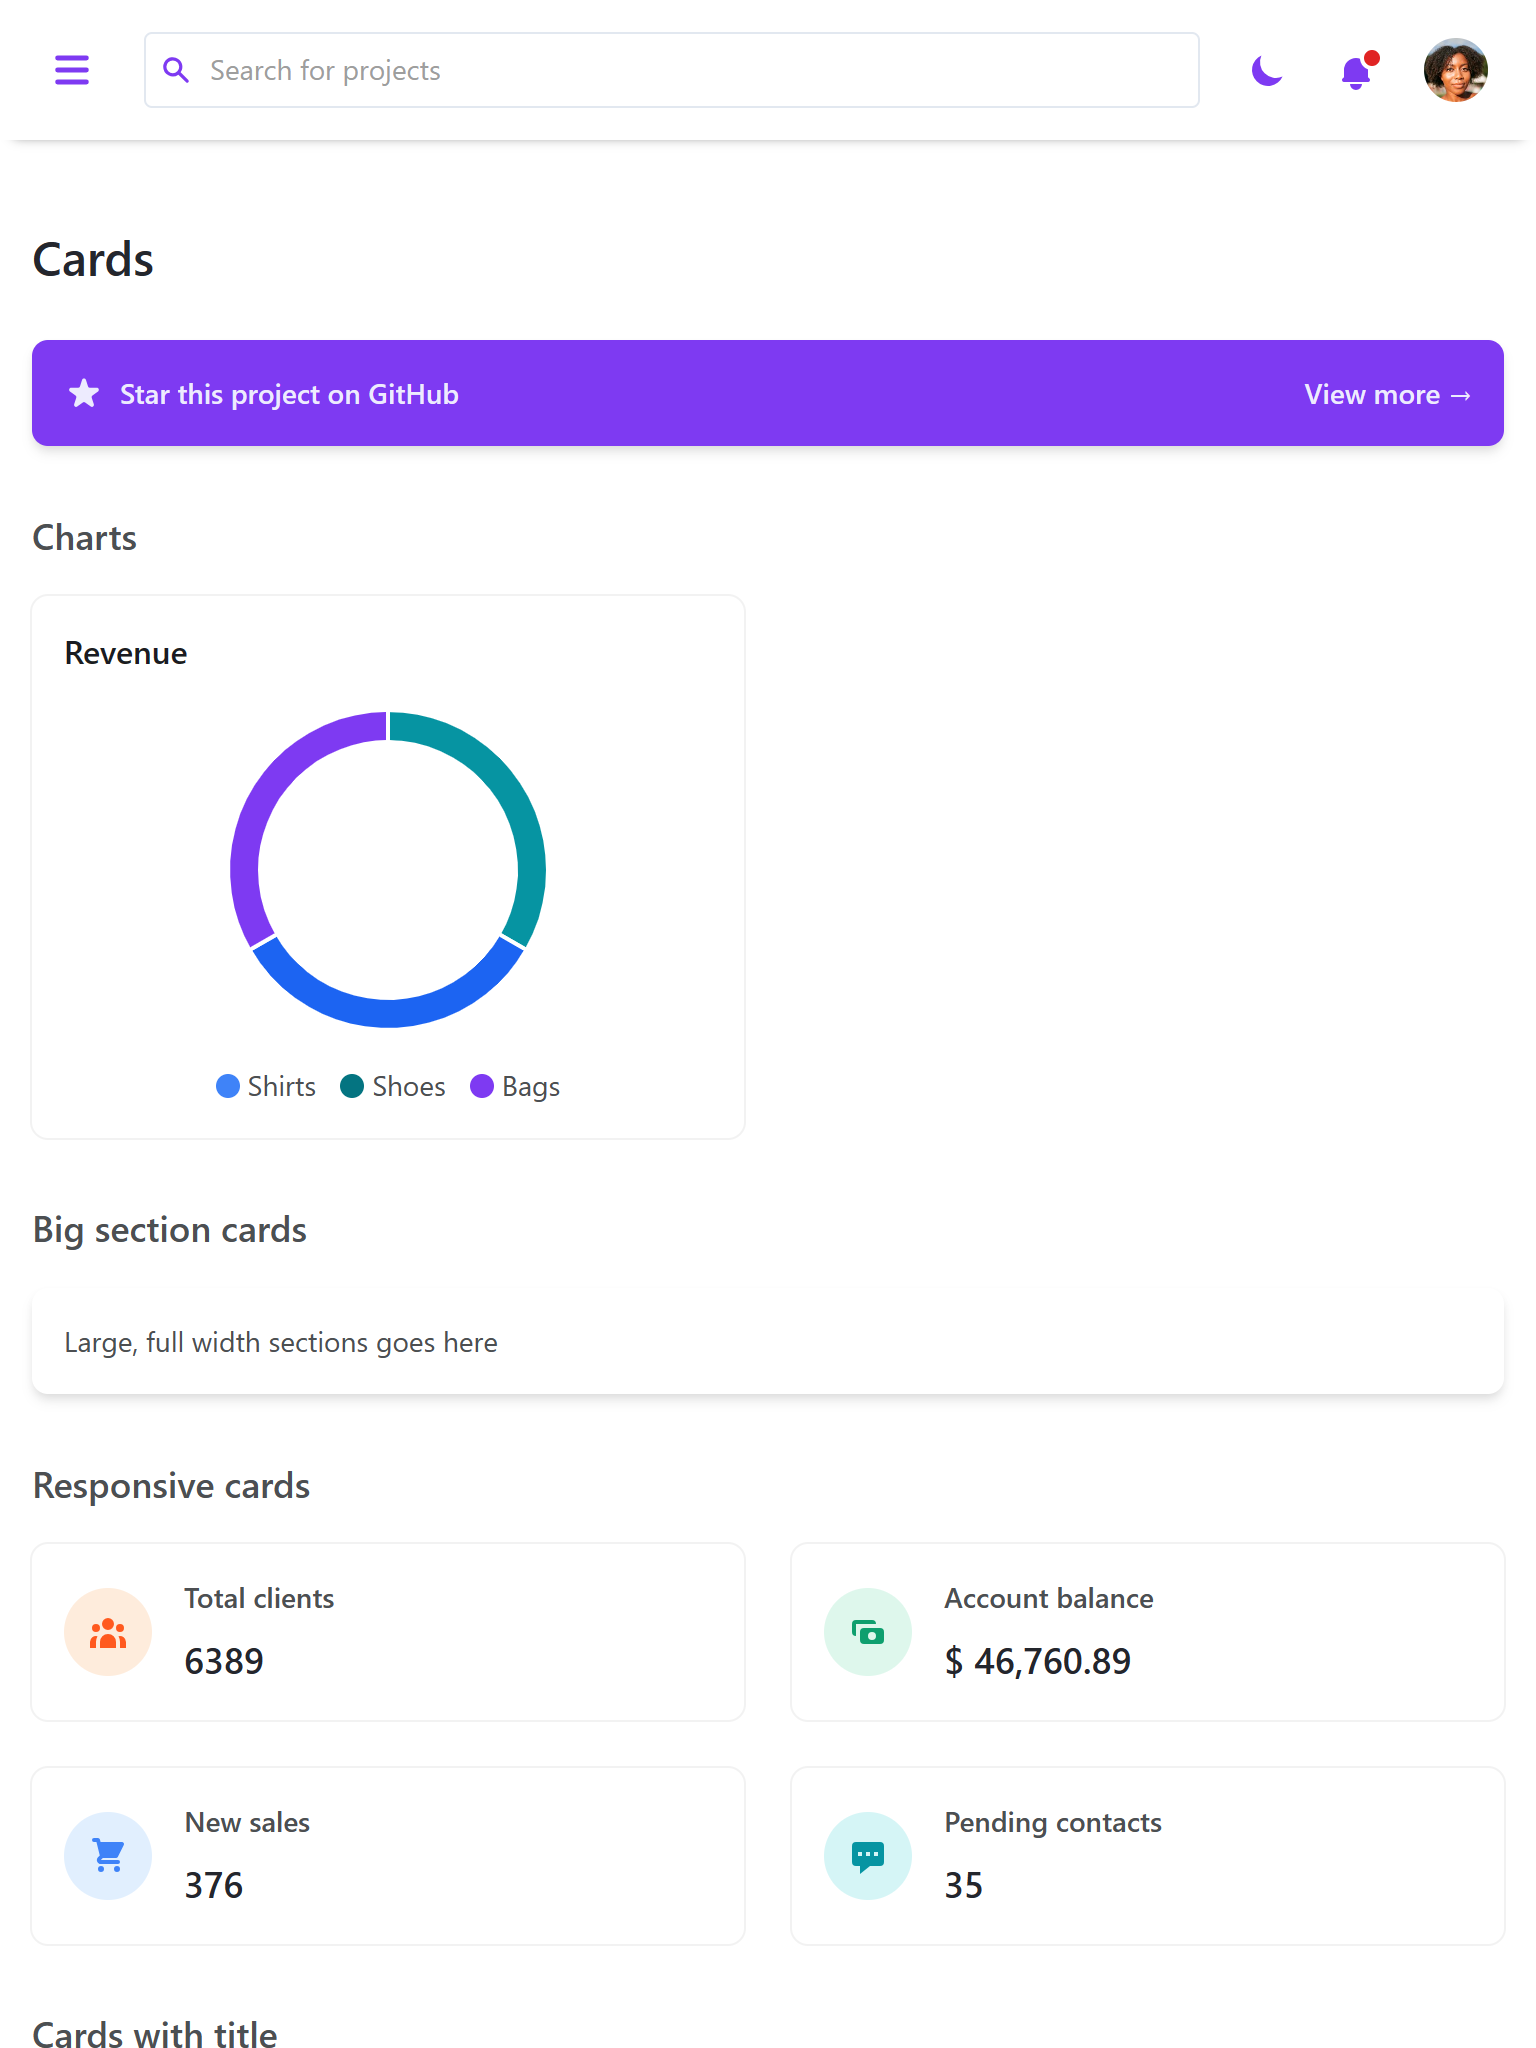 Search for projects
Cards
Star this project on GitHub
View more →
Charts
Revenue
Shirts Shoes Bags
Big section cards
Large, full width sections goes here
Responsive cards
Total clients
6389
Account balance
$ 46,760.89
New sales
376
Pending contacts
35
Cards with title